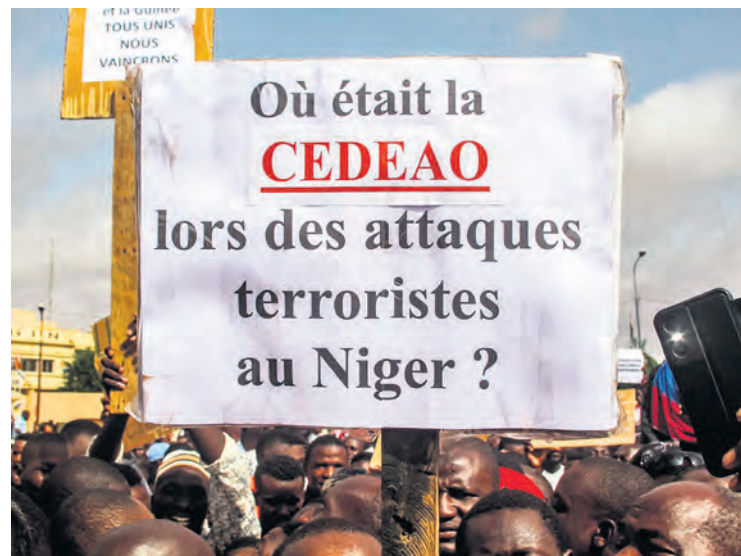 et la Guinée
TOUS UNIS
NOUS
VAINCRONS
Où était la
CEDEAO
lors des attaques
terroristes
au Niger ?